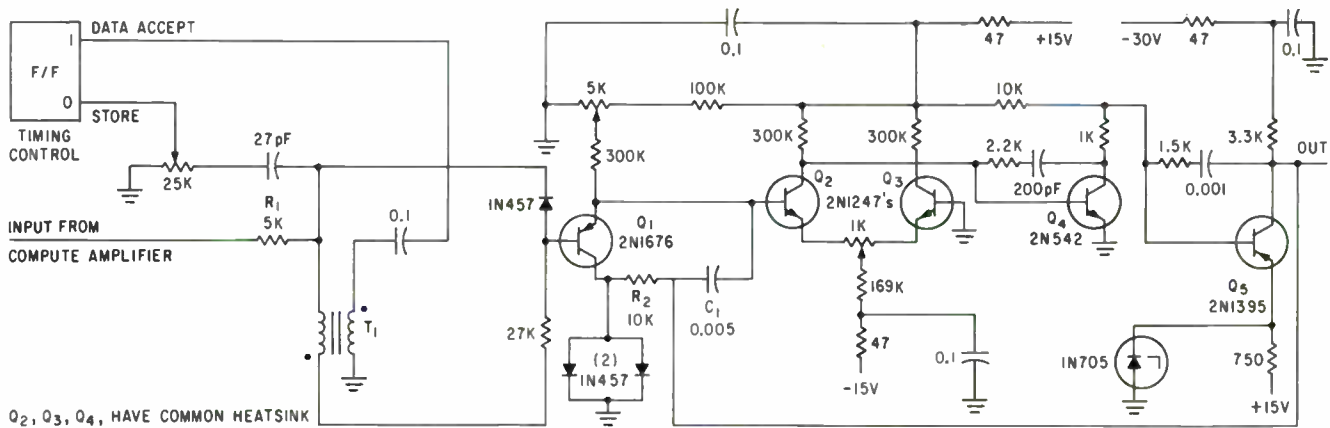 DATA ACCEPT
1
F/F
0
STORE
TIMING
CONTROL
25K
27pF
R1
5K
INPUT FROM
COMPUTE AMPLIFIER
0.1
T1
Q2, Q3, Q4, HAVE COMMON HEATSINK
0.1
47
+15V
-30V
47
0.1
5K
100K
10K
300K
300K
300K
1K
3.3K
OUT
2.2K
200pF
1.5K
0.001
1N457
Q1
2N1676
Q2
Q3
2N1247's
Q4
2N542
1K
R2
10K
C1
0.005
169K
Q5
2N1395
27K
(2)
1N457
47
0.1
-15V
1N705
750
+15V